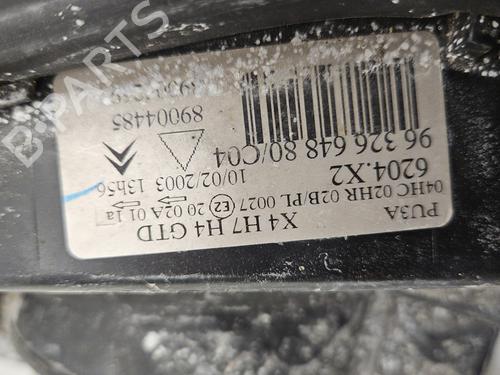 X4 H7 H4 GTD
PU3A
04HC 02HR 02B/PL 0027 E2 20 02A 01 1a
6204.X2
10/02/2003 13h56
96 326 648 80/C04
89004485
B-PARTS